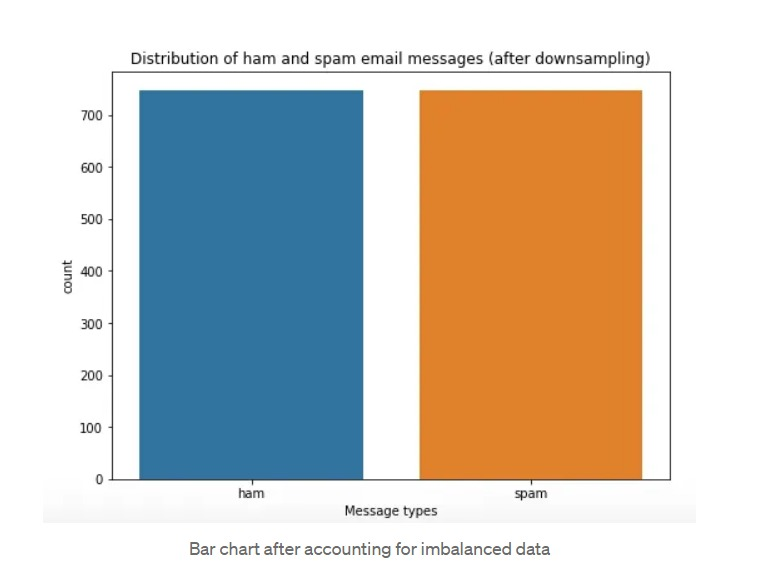 Distribution of ham and spam email messages (after downsampling)
700
600
500
400
300
200
100
0
count
ham
spam
Message types
Bar chart after accounting for imbalanced data